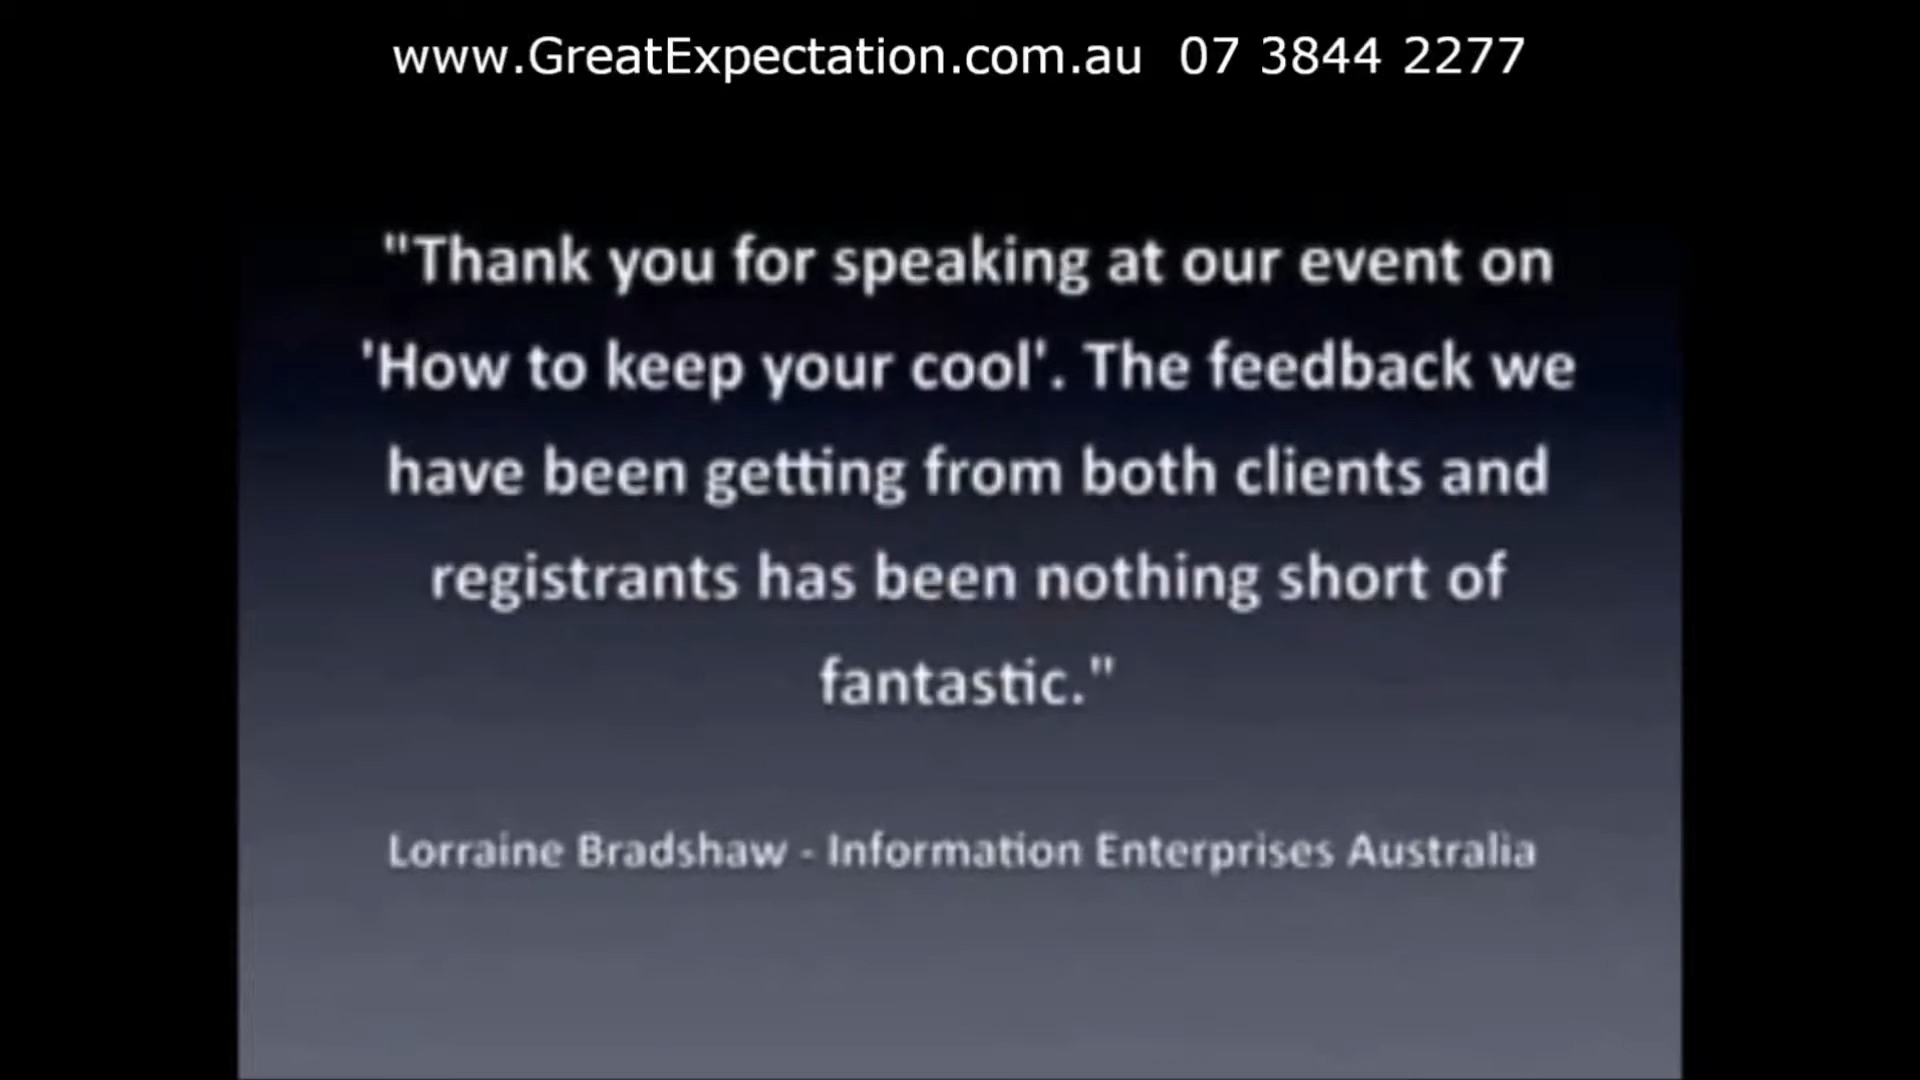 www.GreatExpectation.com.au 07 3844 2277
"Thank you for speaking at our event on
'How to keep your cool'. The feedback we
have been getting from both clients and
registrants has been nothing short of
fantastic."
Lorraine Bradshaw - Information Enterprises Australia